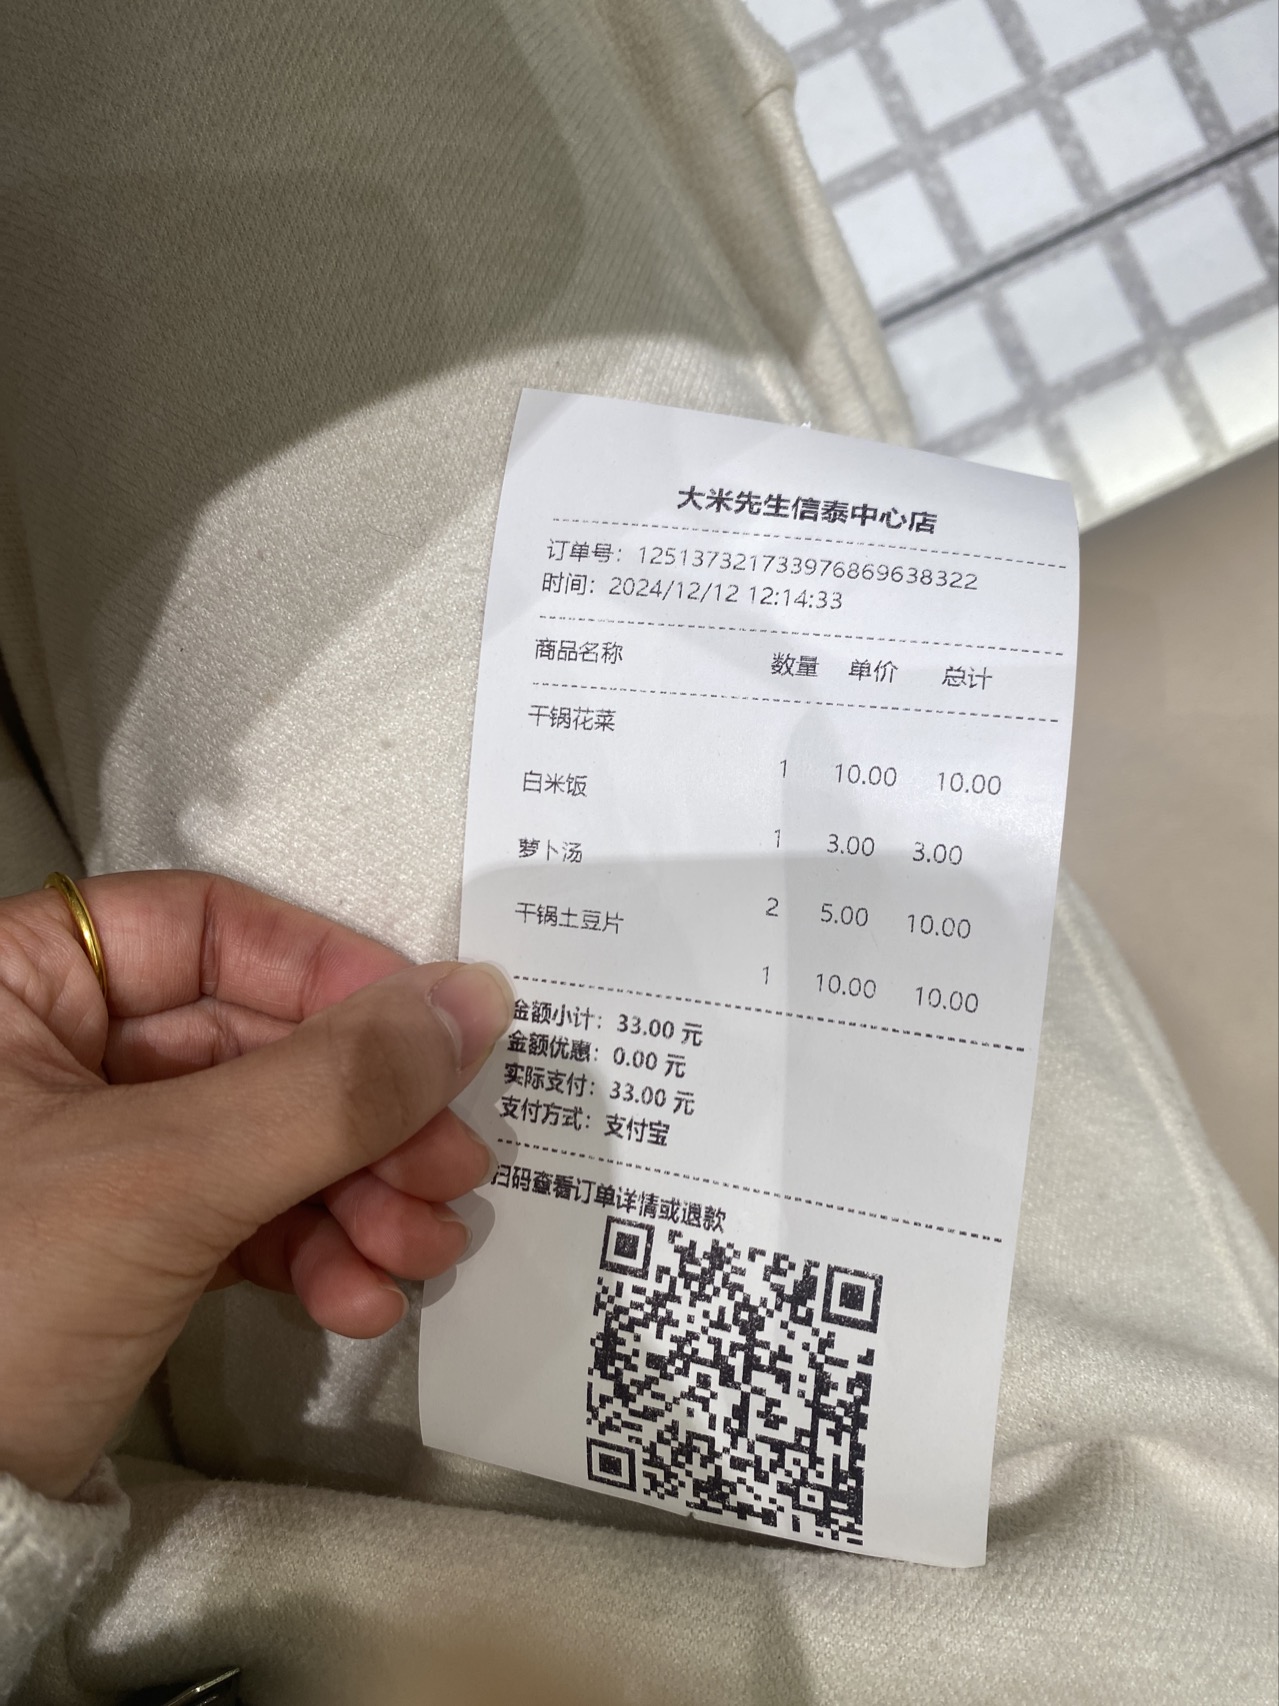 大米先生信泰中心店
订单号：125137321733976869638322
时间：2024/12/12 12:14:33
商品名称 数量 单价 总计
干锅花菜
1 10.00 10.00
白米饭
1 3.00 3.00
萝卜汤
2 5.00 10.00
干锅土豆片
1 10.00 10.00
金额小计：33.00 元
金额优惠：0.00 元
实际支付：33.00 元
支付方式：支付宝
扫码查看订单详情或退款